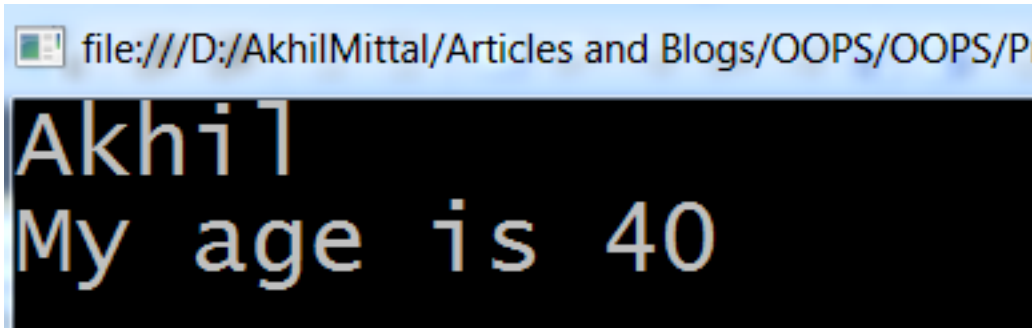 file:///D:/AkhilMittal/Articles and Blogs/OOPS/OOPS/P
Akhil
My age is 40